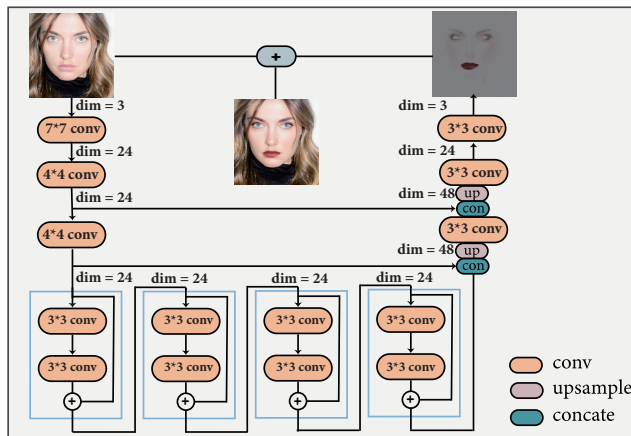 +
dim = 3
dim = 3
7*7 conv
3*3 conv
dim = 24
dim = 24
4*4 conv
3*3 conv
dim = 24
dim = 48
up
con
4*4 conv
3*3 conv
dim = 48
up
con
dim = 24
dim = 24
dim = 24
dim = 24
3*3 conv
3*3 conv
3*3 conv
3*3 conv
3*3 conv
3*3 conv
3*3 conv
3*3 conv
+
+
+
+
conv
upsample
concate